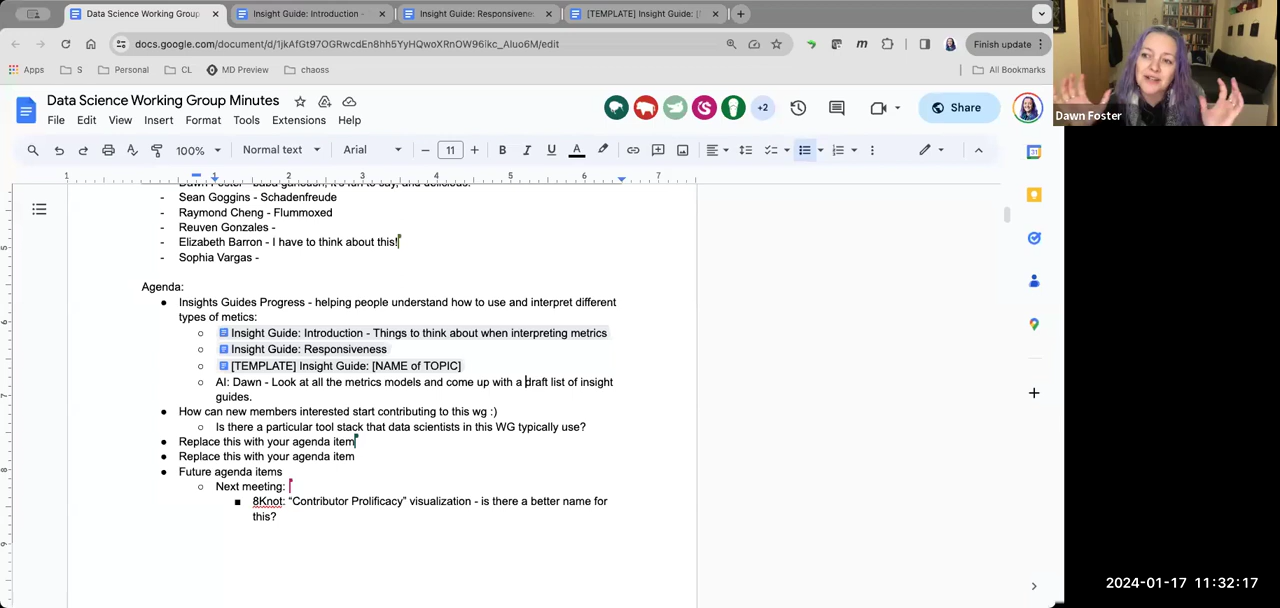 Data Science Working Group
Insight Guide: Introduction -
Insight Guide: Responsivene
[TEMPLATE] Insight Guide: [
docs.google.com/document/d/1jkAfGt97OGRwcdEn8hh5YyHQwoXRnOW96ikc_AIuo6M/edit
Finish update
Apps
S
Personal
CL
MD Preview
chaoss
All Bookmarks
Dawn Foster
Data Science Working Group Minutes
File Edit View Insert Format Tools Extensions Help
+2
Share
100%
Normal text
Arial
11
B I U A
1 1 2 3 4 5 6 7
Sean Goggins - Schadenfreude
- Raymond Cheng - Flummoxed
- Reuven Gonzales -
- Elizabeth Barron - I have to think about this!
- Sophia Vargas -
Agenda:
● Insights Guides Progress - helping people understand how to use and interpret different
types of metics:
○ Insight Guide: Introduction - Things to think about when interpreting metrics
○ Insight Guide: Responsiveness
○ [TEMPLATE] Insight Guide: [NAME of TOPIC]
○ AI: Dawn - Look at all the metrics models and come up with a draft list of insight
guides.
● How can new members interested start contributing to this wg :)
○ Is there a particular tool stack that data scientists in this WG typically use?
● Replace this with your agenda item
● Replace this with your agenda item
● Future agenda items
○ Next meeting:
■ 8Knot: “Contributor Prolificacy” visualization - is there a better name for
this?
2024-01-17 11:32:17